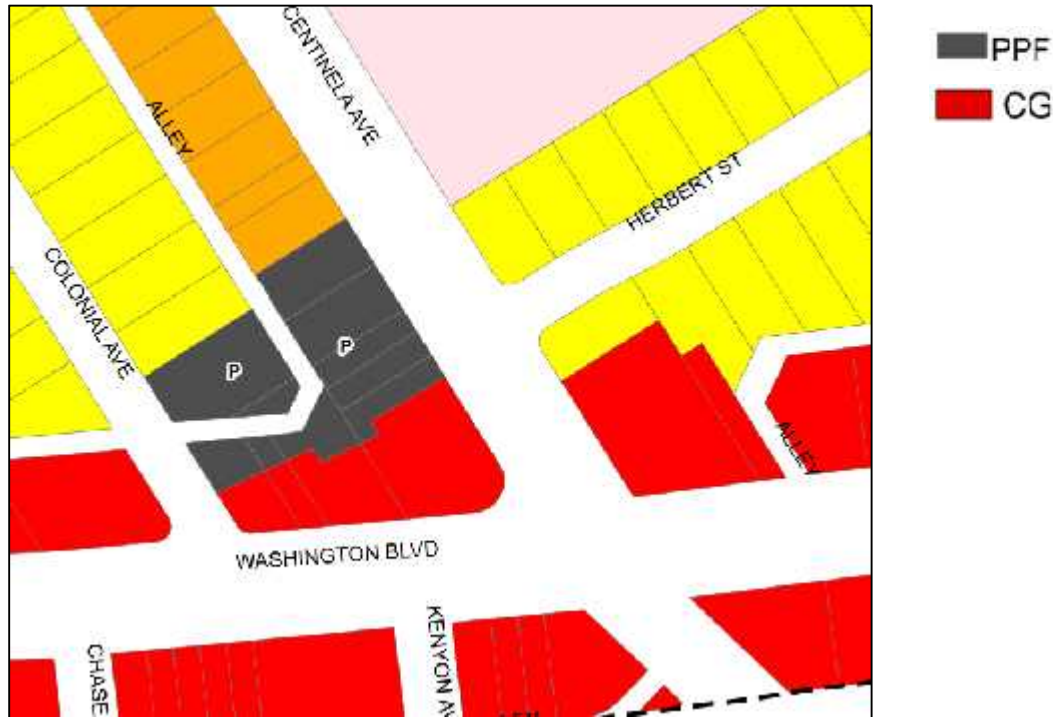 CENTINELA AVE
PPF
CG
ALLEY
HERBERT ST
COLONIAL AVE
P
P
ALLEY
WASHINGTON BLVD
CHASE
KENYON AV